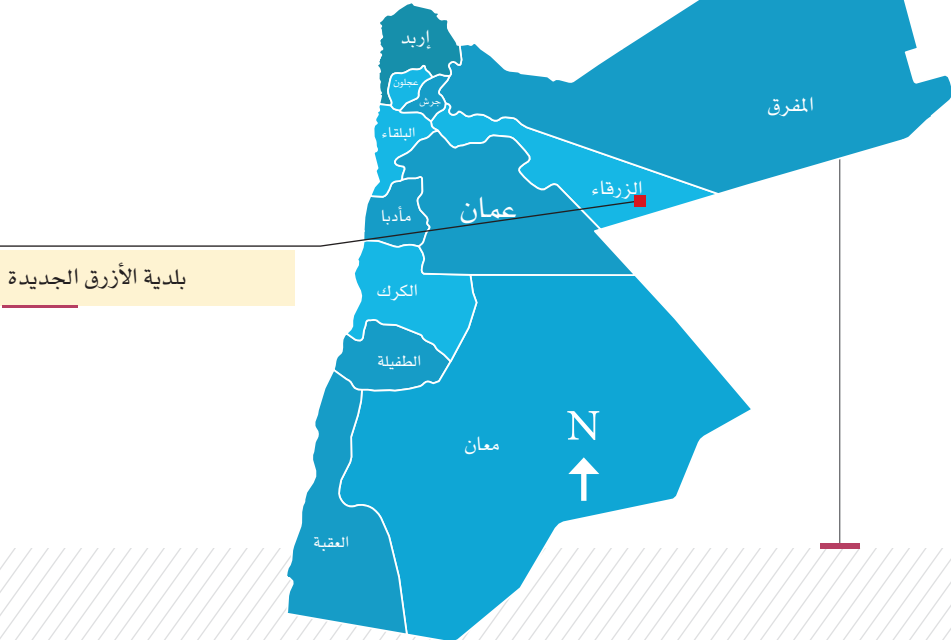 إربد
عجلون
جرش
المفرق
البلقاء
الزرقاء
عمان
مأدبا
بلدية الأزرق الجديدة
الكرك
الطفيلة
N
معان
العقبة